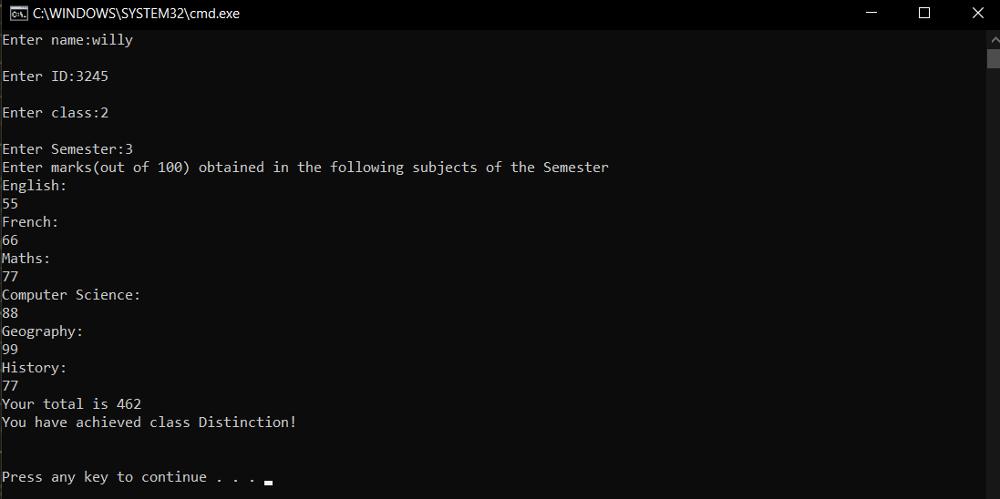 C:\WINDOWS\SYSTEM32\cmd.exe
Enter name:willy
Enter ID:3245
Enter class:2
Enter Semester:3
Enter marks(out of 100) obtained in the following subjects of the Semester
English:
55
French:
66
Maths:
77
Computer Science:
88
Geography:
99
History:
77
Your total is 462
You have achieved class Distinction!
Press any key to continue . . .